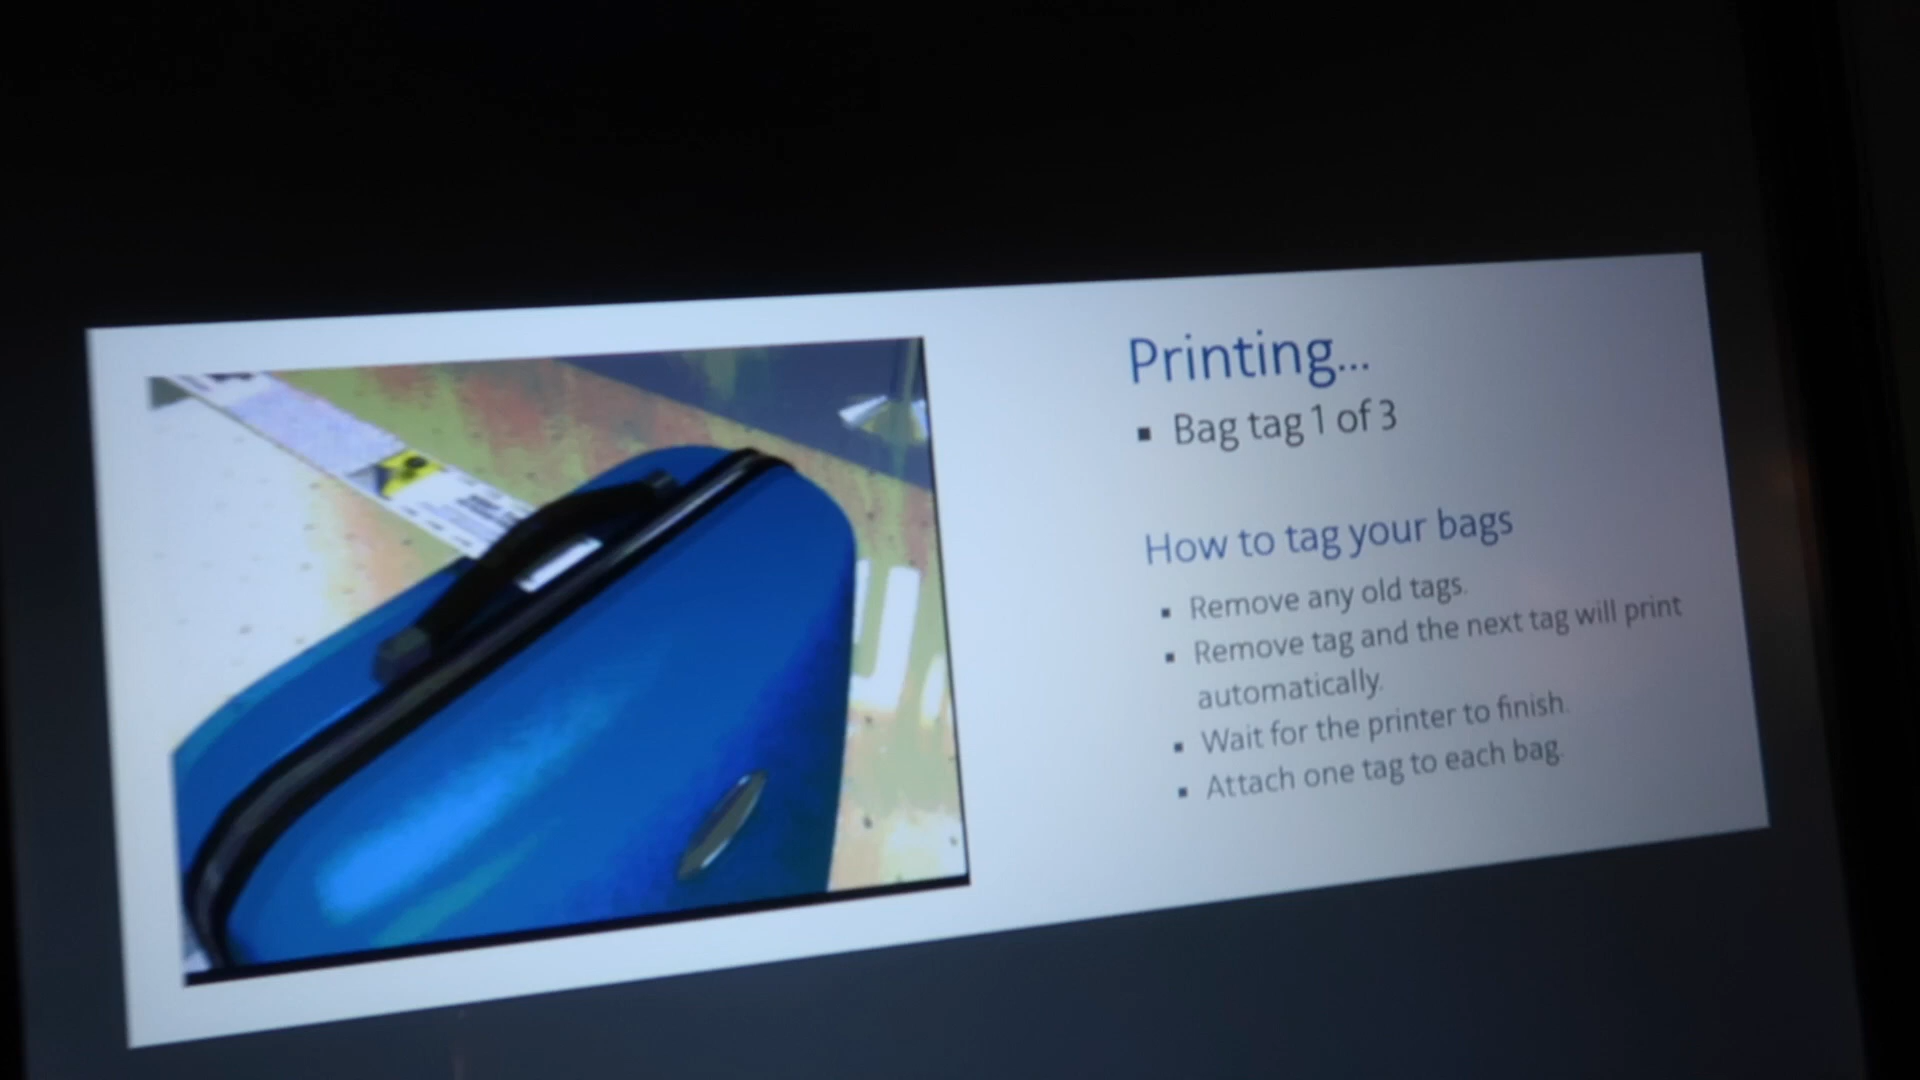 Printing...
▪ Bag tag 1 of 3
How to tag your bags
▪ Remove any old tags.
▪ Remove tag and the next tag will print
automatically.
▪ Wait for the printer to finish.
▪ Attach one tag to each bag.